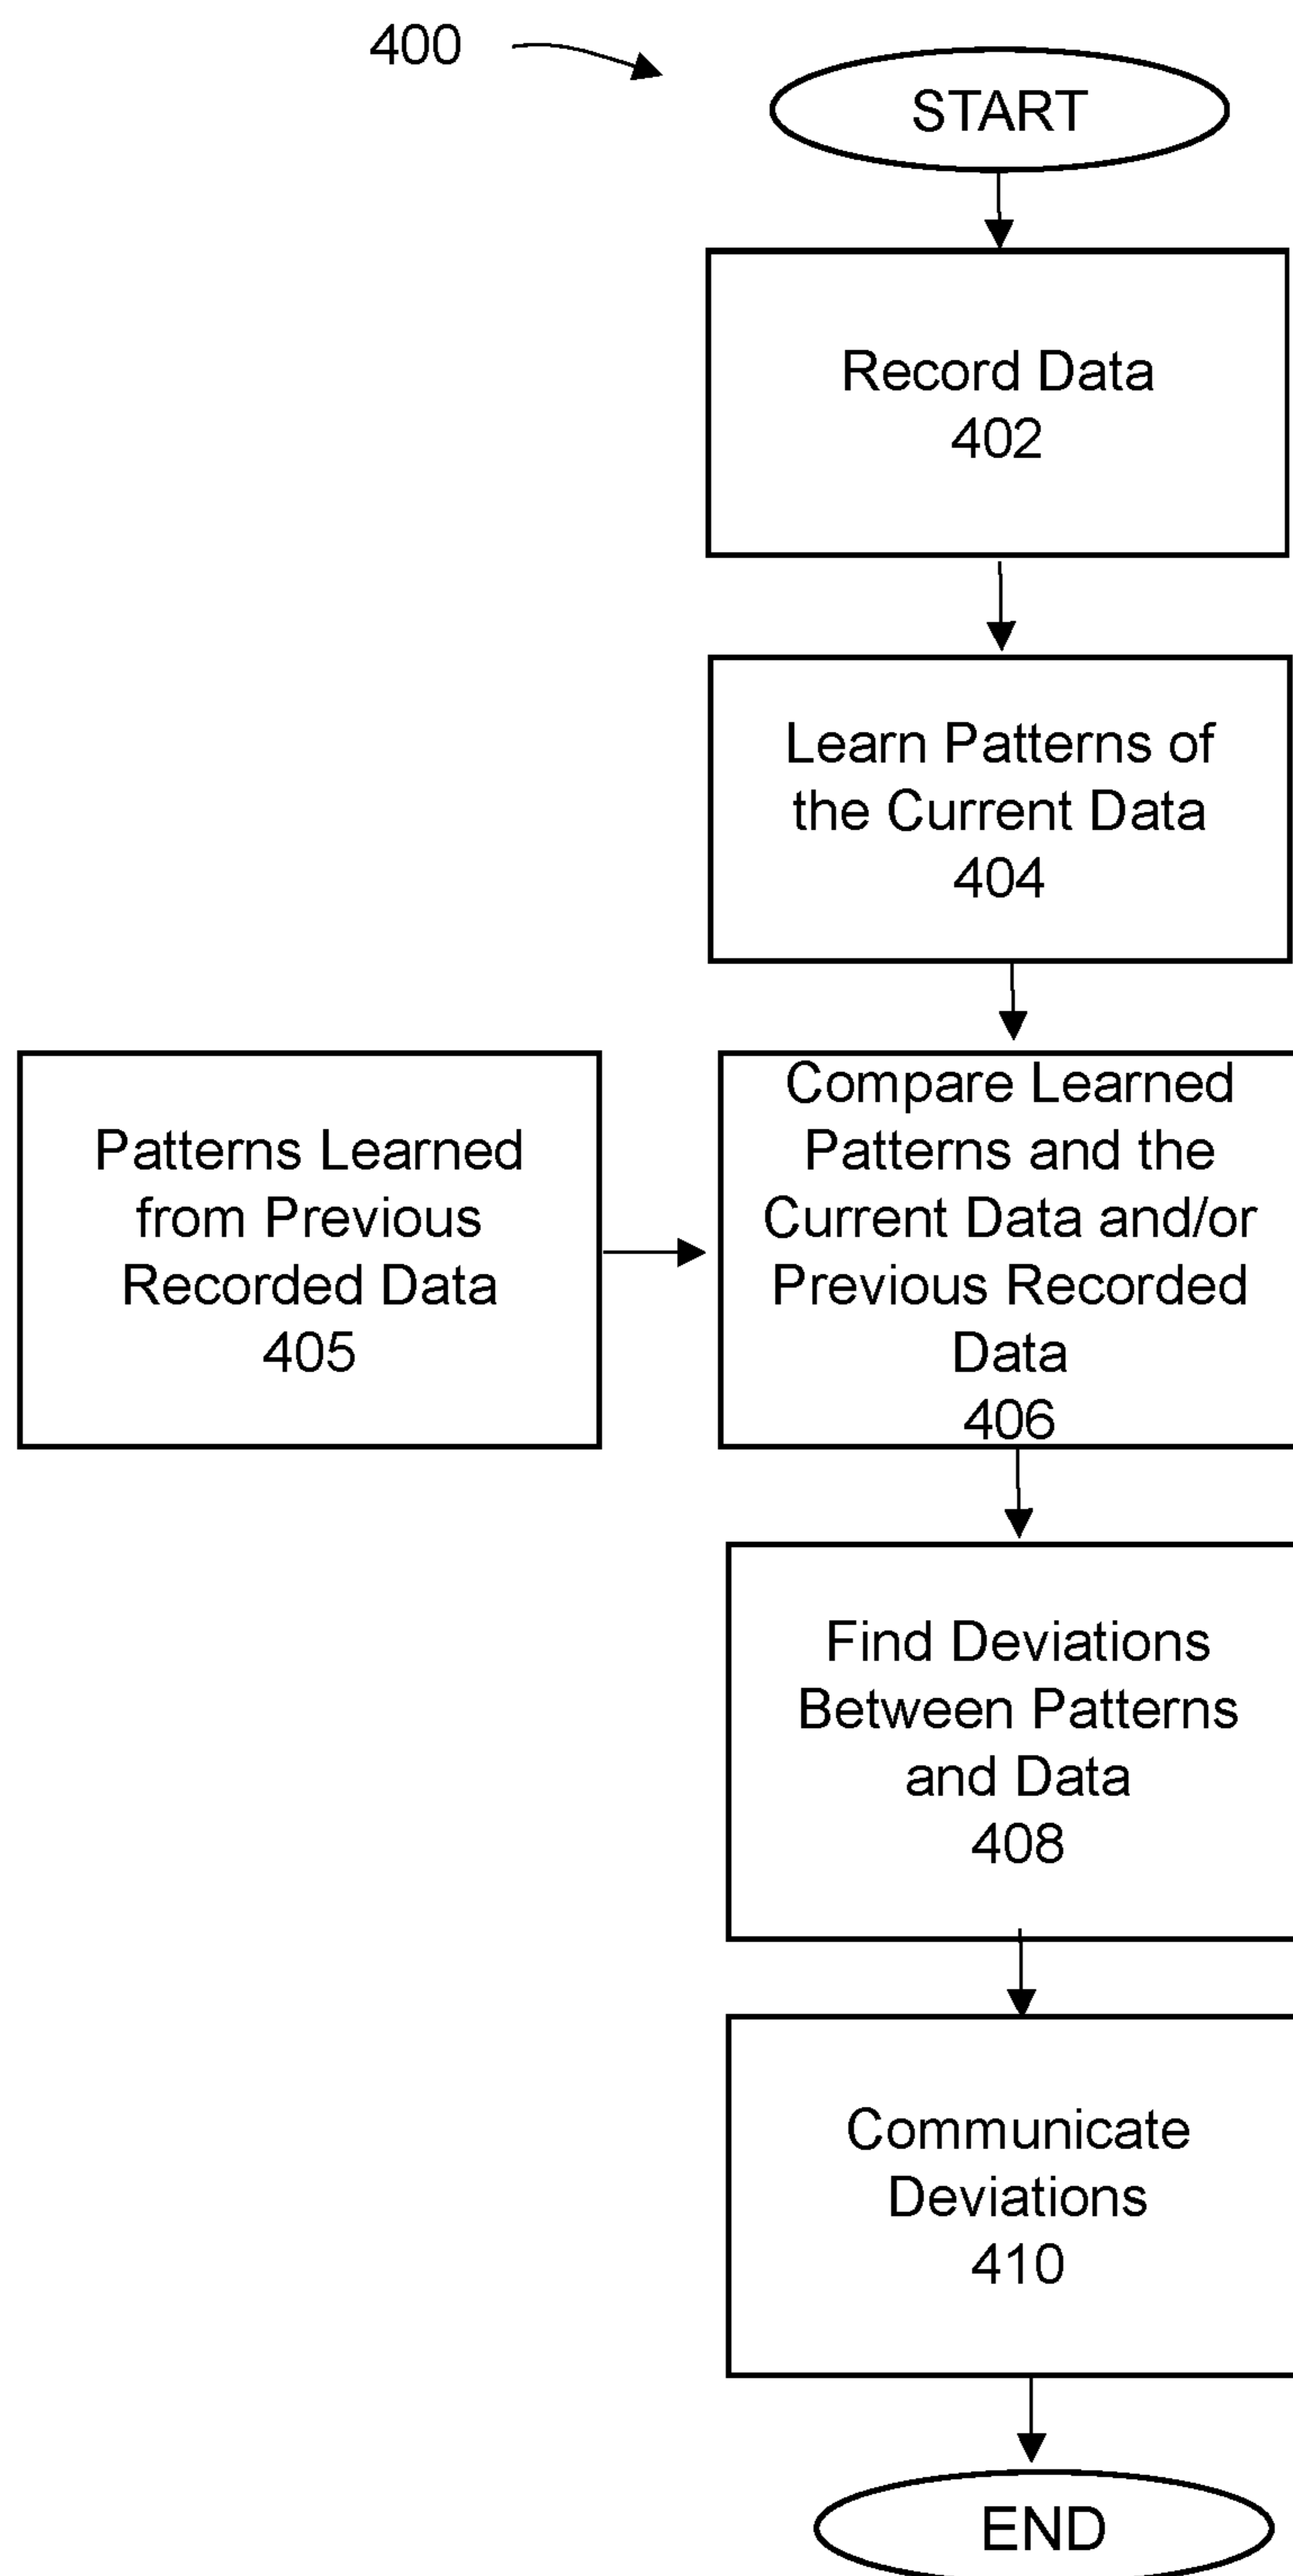 400
START
Record Data
402
Learn Patterns of
the Current Data
404
Patterns Learned
from Previous
Recorded Data
405
Compare Learned
Patterns and the
Current Data and/or
Previous Recorded
Data
406
Find Deviations
Between Patterns
and Data
408
Communicate
Deviations
410
END